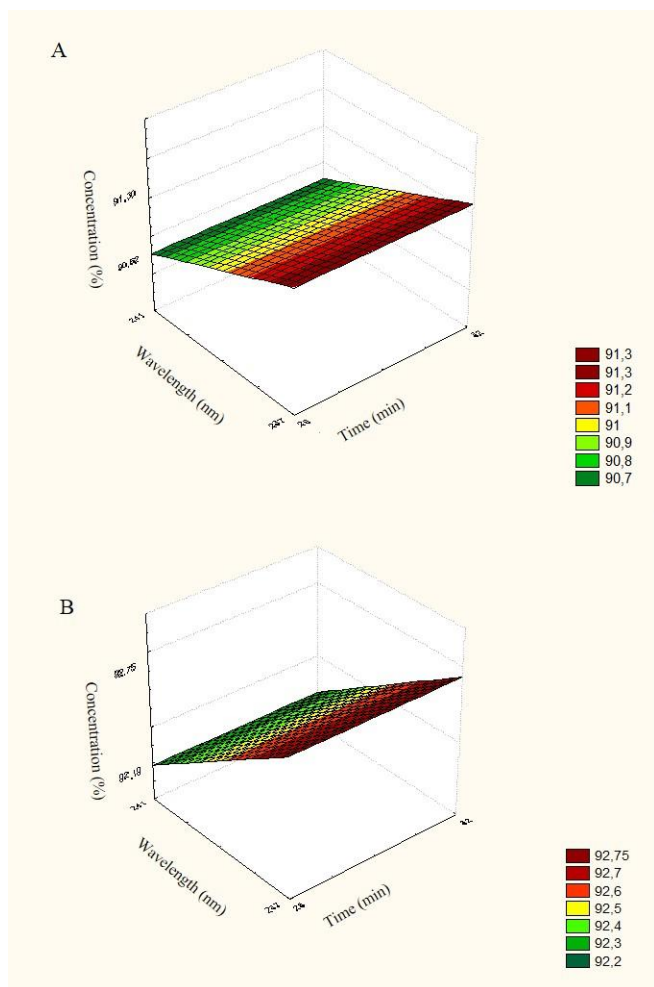 A
Concentration (%)
91,30
Wavelength (nm)
Time (min)
91,3
91,3
91,2
91,1
91
90,9
90,8
90,7
B
Concentration (%)
92,75
92,18
Wavelength (nm)
Time (min)
92,75
92,7
92,6
92,5
92,4
92,3
92,2